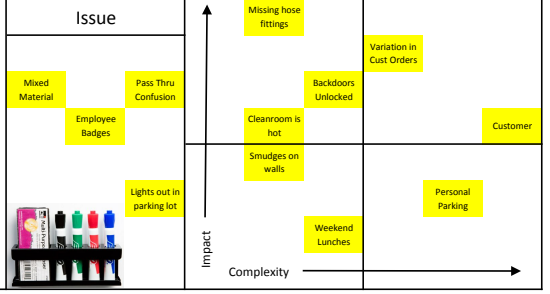 Issue
Missing hose
fittings
Variation in
Cust Orders
Mixed
Material
Pass Thru
Confusion
Backdoors
Unlocked
Employee
Badges
Cleanroom is
hot
Customer
Smudges on
walls
Lights out in
parking lot
Personal
Parking
Weekend
Lunches
Impact
Complexity